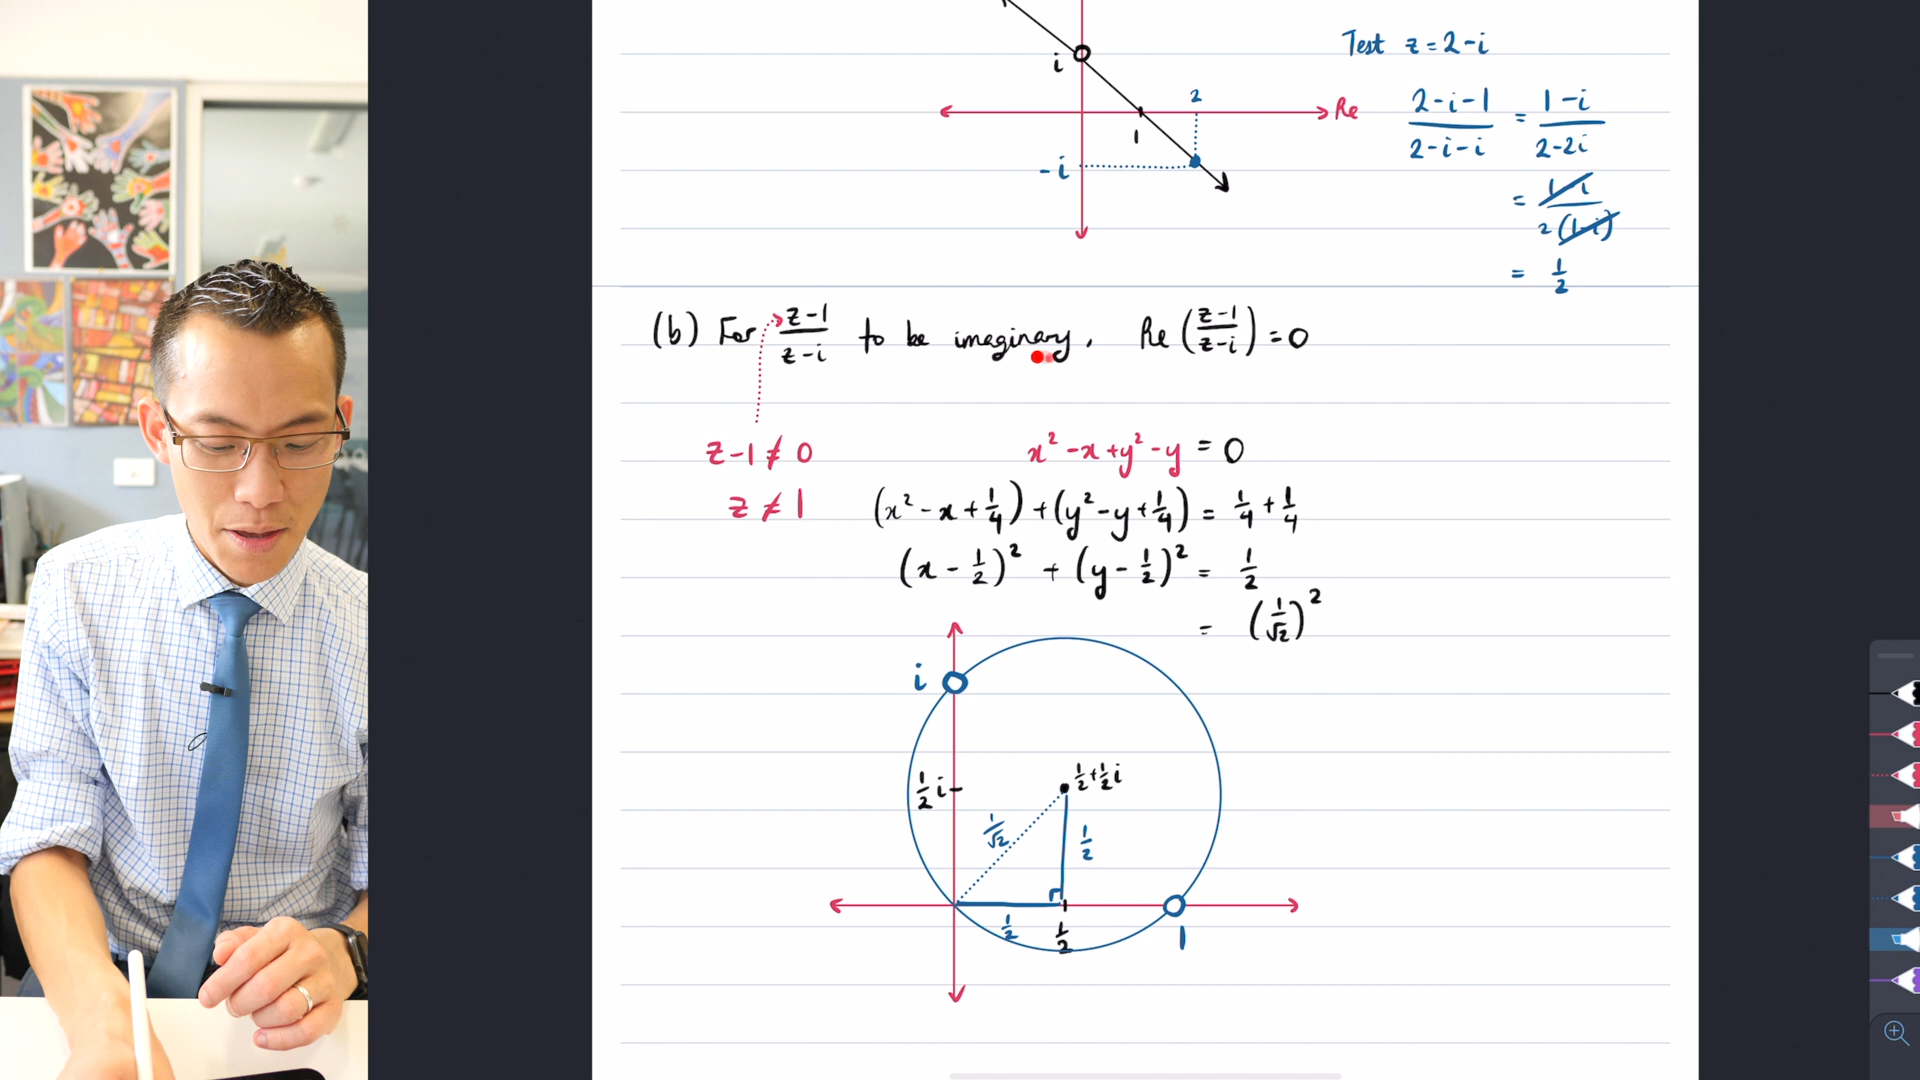 i
2
Re
1
-i
Test z = 2-i
2-i-1 / 2-i-i = 1-i / 2-2i
= 1-i / 2(1-i)
= 1/2
(b) For z-1 / z-i to be imaginary, Re (z-1 / z-i) = 0
z-1 ≠ 0
z ≠ 1
x² - x + y² - y = 0
(x² - x + 1/4) + (y² - y + 1/4) = 1/4 + 1/4
(x - 1/2)² + (y - 1/2)² = 1/2
= (1/√2)²
i
1/2 + 1/2 i
1/2 i
1/√2
1/2
1/2
1/2
1